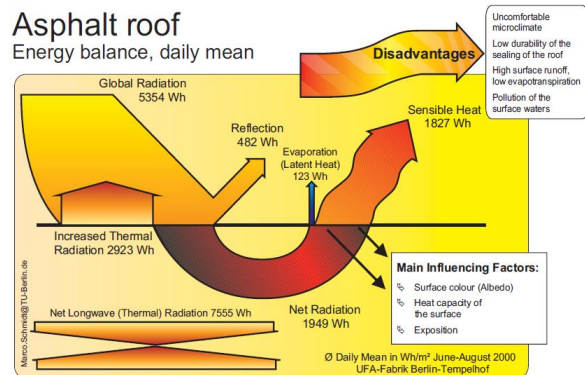 Asphalt roof
Energy balance, daily mean
Disadvantages
Uncomfortable
microclimate
Low durability of the
sealing of the roof
High surface runoff,
low evapotranspiration
Pollution of the
surface waters
Global Radiation
5354 Wh
Reflection
482 Wh
Evaporation
(Latent Heat)
123 Wh
Sensible Heat
1827 Wh
Increased Thermal
Radiation 2923 Wh
Net Radiation
1949 Wh
Main Influencing Factors:
Surface colour (Albedo)
Heat capacity of
the surface
Exposition
Net Longwave (Thermal) Radiation 7555 Wh
Ø Daily Mean in Wh/m² June-August 2000
UFA-Fabrik Berlin-Tempelhof
Marco.Schmidt@TU-Berlin.de